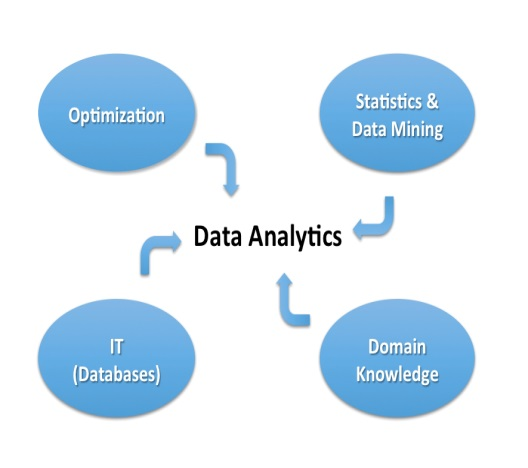 Optimization
Statistics &
Data Mining
Data Analytics
IT
(Databases)
Domain
Knowledge